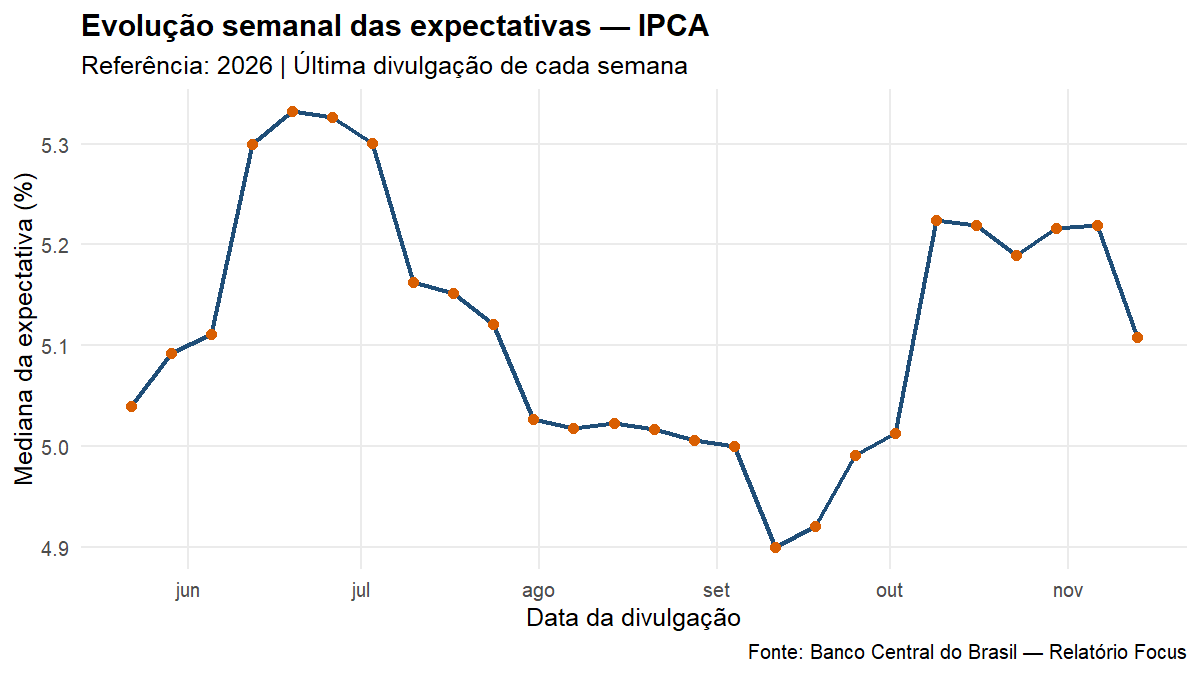 Evolução semanal das expectativas — IPCA
Referência: 2026 | Última divulgação de cada semana
Mediana da expectativa (%)
5.3
5.2
5.1
5.0
4.9
jun jul ago set out nov
Data da divulgação
Fonte: Banco Central do Brasil — Relatório Focus